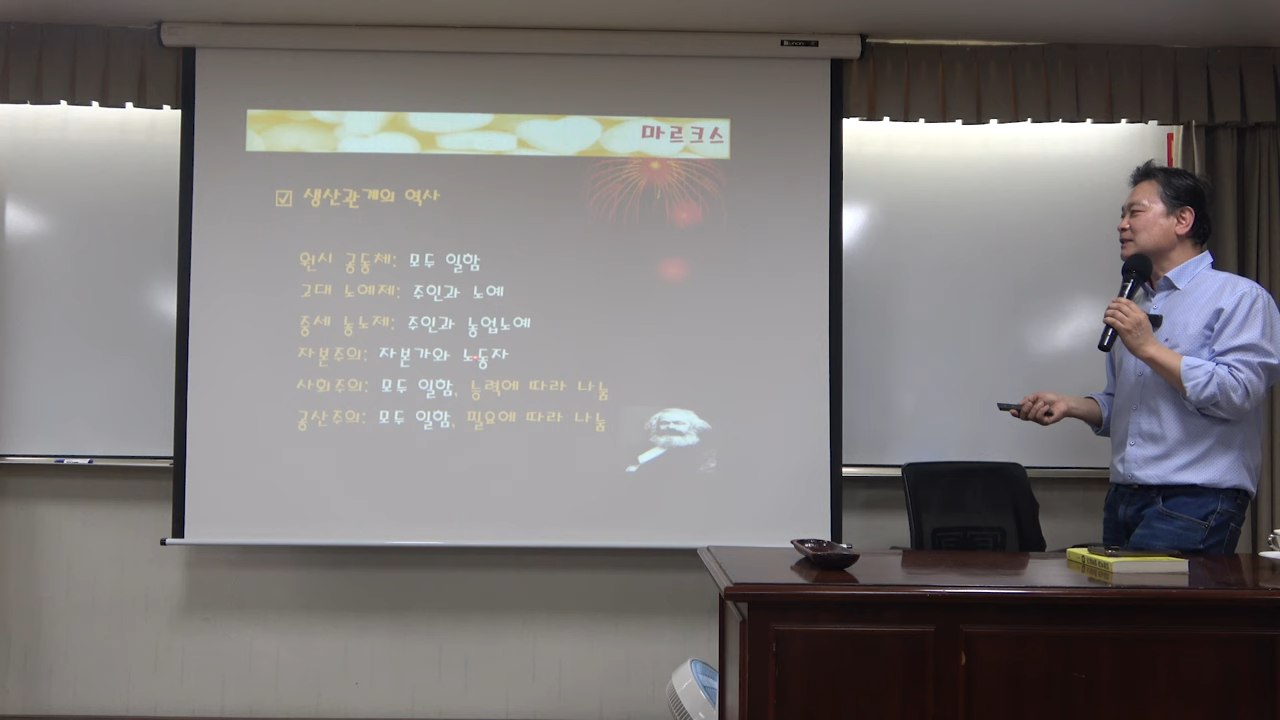 마르크스
☑ 생산관계의 역사
원시 공동체: 모두 일함
고대 노예제: 주인과 노예
중세 농노제: 주인과 농업노예
자본주의: 자본가와 노동자
사회주의: 모두 일함, 능력에 따라 나눔
공산주의: 모두 일함, 필요에 따라 나눔